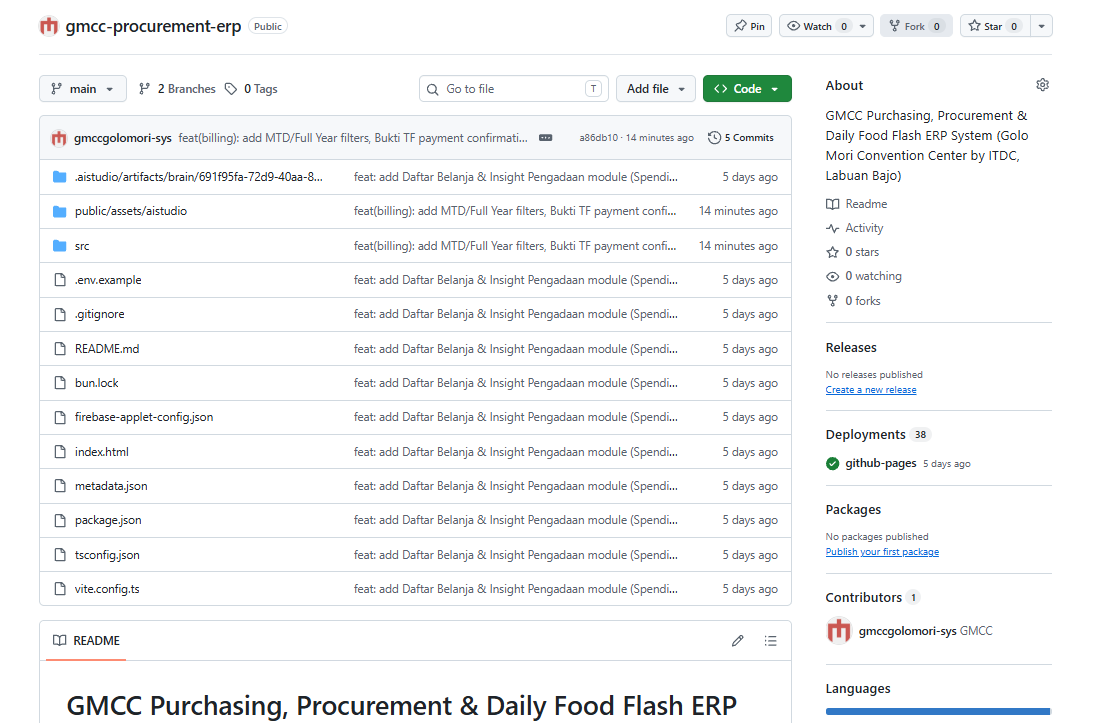 gmcc-procurement-erp Public Pin Watch 0 Fork 0 Star 0
main 2 Branches 0 Tags Go to file T Add file Code
gmccgolomori-sys feat(billing): add MTD/Full Year filters, Bukti TF payment confirmati... a86db10 · 14 minutes ago 5 Commits
.aistudio/artifacts/brain/691f95fa-72d9-40aa-8... feat: add Daftar Belanja & Insight Pengadaan module (Spendi... 5 days ago
public/assets/aistudio feat(billing): add MTD/Full Year filters, Bukti TF payment confi... 14 minutes ago
src feat(billing): add MTD/Full Year filters, Bukti TF payment confi... 14 minutes ago
.env.example feat: add Daftar Belanja & Insight Pengadaan module (Spendi... 5 days ago
.gitignore feat: add Daftar Belanja & Insight Pengadaan module (Spendi... 5 days ago
README.md feat: add Daftar Belanja & Insight Pengadaan module (Spendi... 5 days ago
bun.lock feat: add Daftar Belanja & Insight Pengadaan module (Spendi... 5 days ago
firebase-applet-config.json feat: add Daftar Belanja & Insight Pengadaan module (Spendi... 5 days ago
index.html feat: add Daftar Belanja & Insight Pengadaan module (Spendi... 5 days ago
metadata.json feat: add Daftar Belanja & Insight Pengadaan module (Spendi... 5 days ago
package.json feat: add Daftar Belanja & Insight Pengadaan module (Spendi... 5 days ago
tsconfig.json feat: add Daftar Belanja & Insight Pengadaan module (Spendi... 5 days ago
vite.config.ts feat: add Daftar Belanja & Insight Pengadaan module (Spendi... 5 days ago
README
GMCC Purchasing, Procurement & Daily Food Flash ERP
About
GMCC Purchasing, Procurement &
Daily Food Flash ERP System (Golo
Mori Convention Center by ITDC,
Labuan Bajo)
Readme
Activity
0 stars
0 watching
0 forks
Releases
No releases published
Create a new release
Deployments 38
github-pages 5 days ago
Packages
No packages published
Publish your first package
Contributors 1
gmccgolomori-sys GMCC
Languages